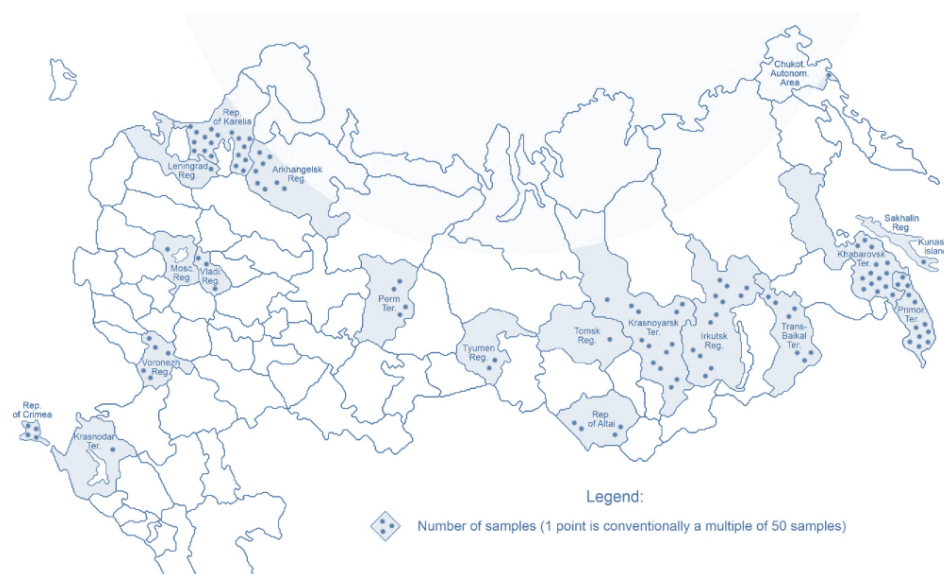 Chukot.
Autonom.
Area
Rep.
of Karelia
Leningrad
Reg.
Arkhangelsk
Reg.
Sakhalin
Reg.
Kunas
islan
Khabarovsk
Ter.
Mosc.
Reg.
Vladi.
Reg.
Perm
Ter.
Primor.
Ter.
Krasnoyarsk
Ter.
Trans-
Baikal
Ter.
Tomsk
Reg.
Irkutsk
Reg.
Tyumen
Reg.
Voronezh
Reg.
Rep.
of Crimea
Rep.
of Altai
Krasnodar
Ter.
Legend:
Number of samples (1 point is conventionally a multiple of 50 samples)